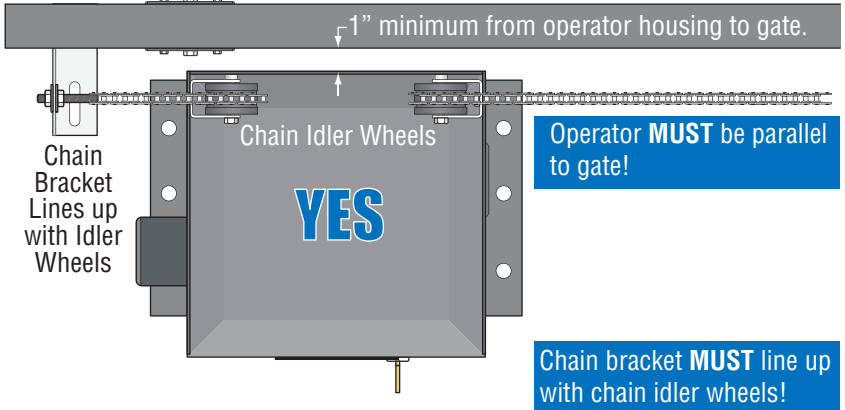 1” minimum from operator housing to gate.
Chain Idler Wheels
Chain
Bracket
Lines up
with Idler
Wheels
YES
Operator MUST be parallel
to gate!
Chain bracket MUST line up
with chain idler wheels!